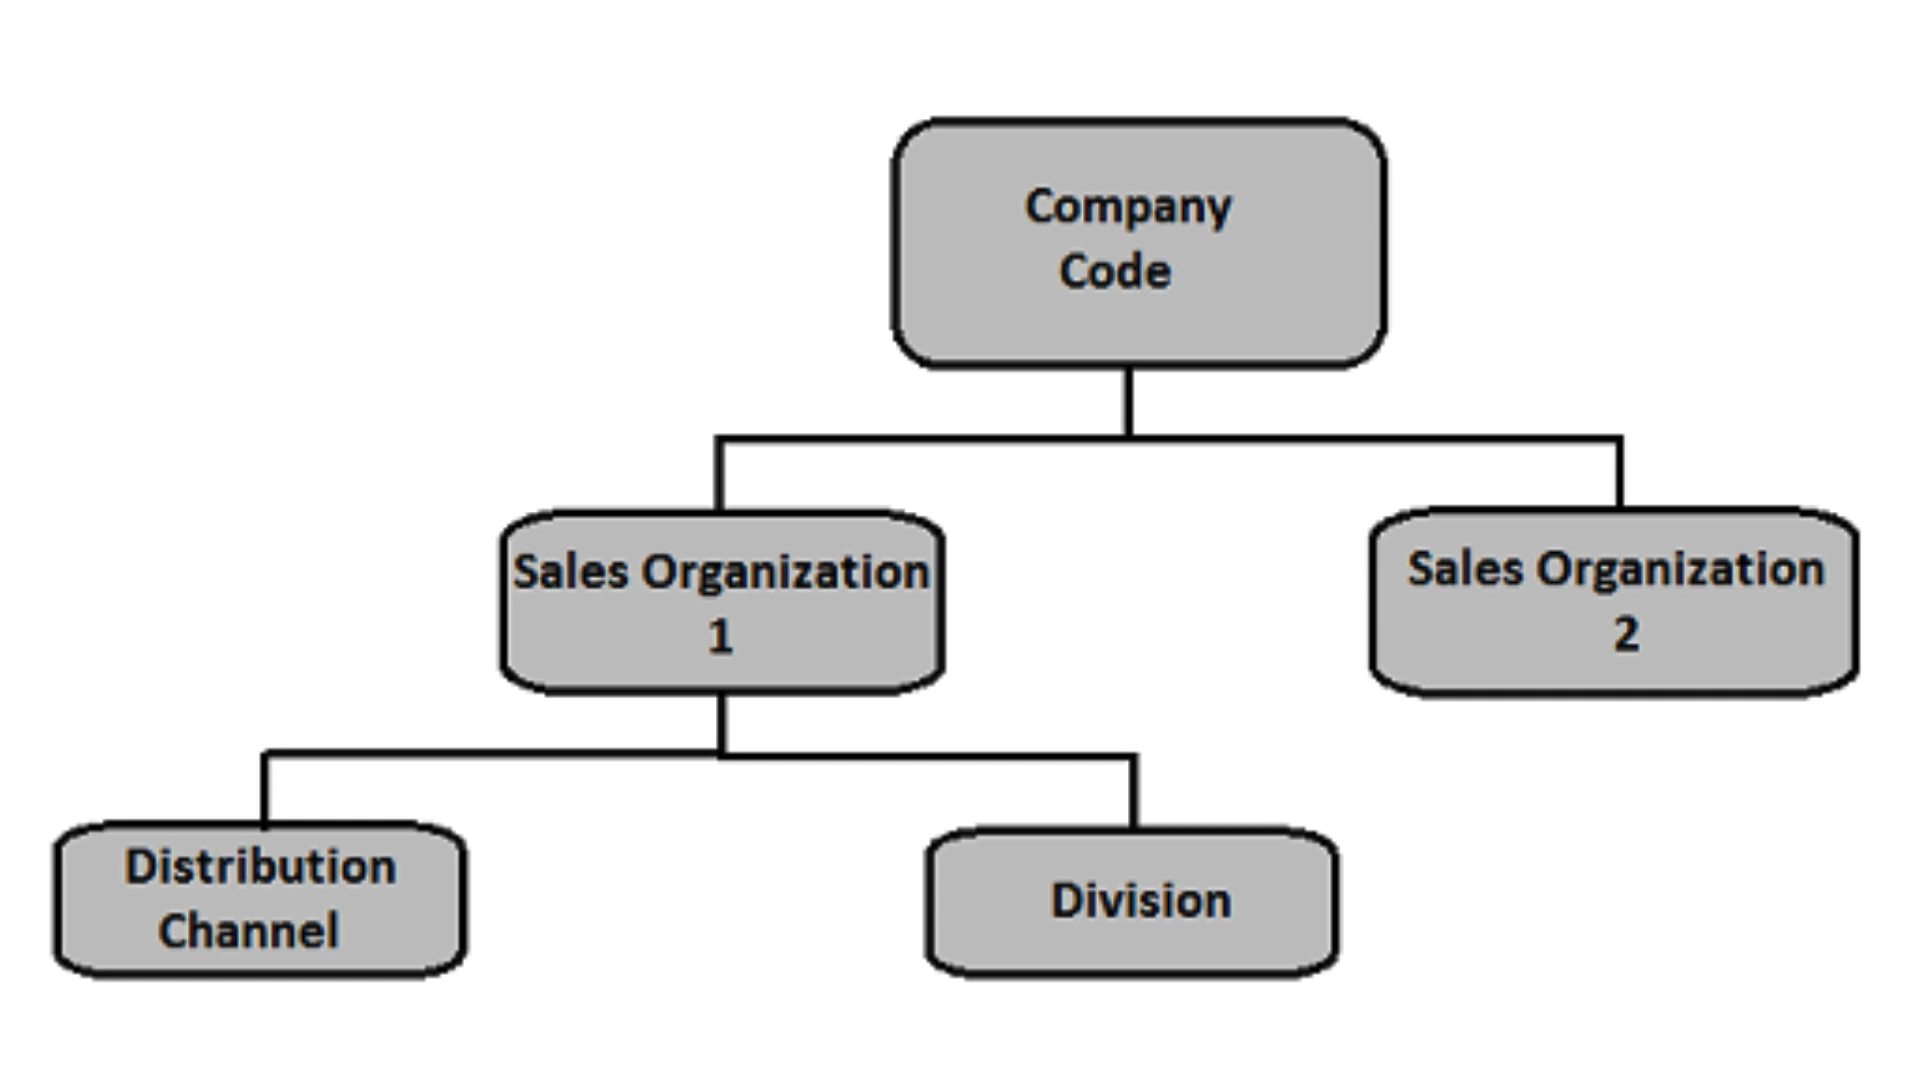 Company
Code
Sales Organization
1
Sales Organization
2
Distribution
Channel
Division